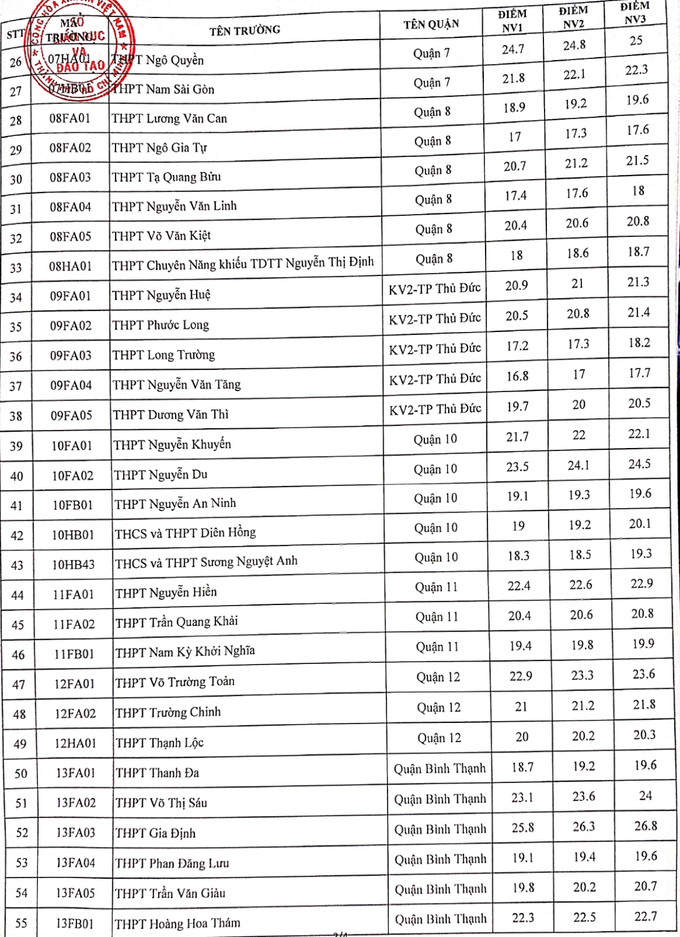 STT MÃ TRƯỜNG TÊN TRƯỜNG TÊN QUẬN ĐIỂM NV1 ĐIỂM NV2 ĐIỂM NV3
CỘNG HÒA XÃ HỘI CHỦ NGHĨA VIỆT NAM
SỞ
GIÁO DỤC
VÀ
ĐÀO TẠO
THÀNH PHỐ HỒ CHÍ MINH
26 07HA01 THPT Ngô Quyền Quận 7 24.7 24.8 25
27 07HB01 THPT Nam Sài Gòn Quận 7 21.8 22.1 22.3
28 08FA01 THPT Lương Văn Can Quận 8 18.9 19.2 19.6
29 08FA02 THPT Ngô Gia Tự Quận 8 17 17.3 17.6
30 08FA03 THPT Tạ Quang Bửu Quận 8 20.7 21.2 21.5
31 08FA04 THPT Nguyễn Văn Linh Quận 8 17.4 17.6 18
32 08FA05 THPT Võ Văn Kiệt Quận 8 20.4 20.6 20.8
33 08HA01 THPT Chuyên Năng khiếu TDTT Nguyễn Thị Định Quận 8 18 18.6 18.7
34 09FA01 THPT Nguyễn Huệ KV2-TP Thủ Đức 20.9 21 21.3
35 09FA02 THPT Phước Long KV2-TP Thủ Đức 20.5 20.8 21.4
36 09FA03 THPT Long Trường KV2-TP Thủ Đức 17.2 17.3 18.2
37 09FA04 THPT Nguyễn Văn Tăng KV2-TP Thủ Đức 16.8 17 17.7
38 09FA05 THPT Dương Văn Thì KV2-TP Thủ Đức 19.7 20 20.5
39 10FA01 THPT Nguyễn Khuyến Quận 10 21.7 22 22.1
40 10FA02 THPT Nguyễn Du Quận 10 23.5 24.1 24.5
41 10FB01 THPT Nguyễn An Ninh Quận 10 19.1 19.3 19.6
42 10HB01 THCS và THPT Diên Hồng Quận 10 19 19.2 20.1
43 10HB43 THCS và THPT Sương Nguyệt Anh Quận 10 18.3 18.5 19.3
44 11FA01 THPT Nguyễn Hiền Quận 11 22.4 22.6 22.9
45 11FA02 THPT Trần Quang Khải Quận 11 20.4 20.6 20.8
46 11FB01 THPT Nam Kỳ Khởi Nghĩa Quận 11 19.4 19.8 19.9
47 12FA01 THPT Võ Trường Toản Quận 12 22.9 23.3 23.6
48 12FA02 THPT Trường Chinh Quận 12 21 21.2 21.8
49 12HA01 THPT Thạnh Lộc Quận 12 20 20.2 20.3
50 13FA01 THPT Thanh Đa Quận Bình Thạnh 18.7 19.2 19.6
51 13FA02 THPT Võ Thị Sáu Quận Bình Thạnh 23.1 23.6 24
52 13FA03 THPT Gia Định Quận Bình Thạnh 25.8 26.3 26.8
53 13FA04 THPT Phan Đăng Lưu Quận Bình Thạnh 19.1 19.4 19.6
54 13FA05 THPT Trần Văn Giàu Quận Bình Thạnh 19.8 20.2 20.7
55 13FB01 THPT Hoàng Hoa Thám Quận Bình Thạnh 22.3 22.5 22.7
2/4